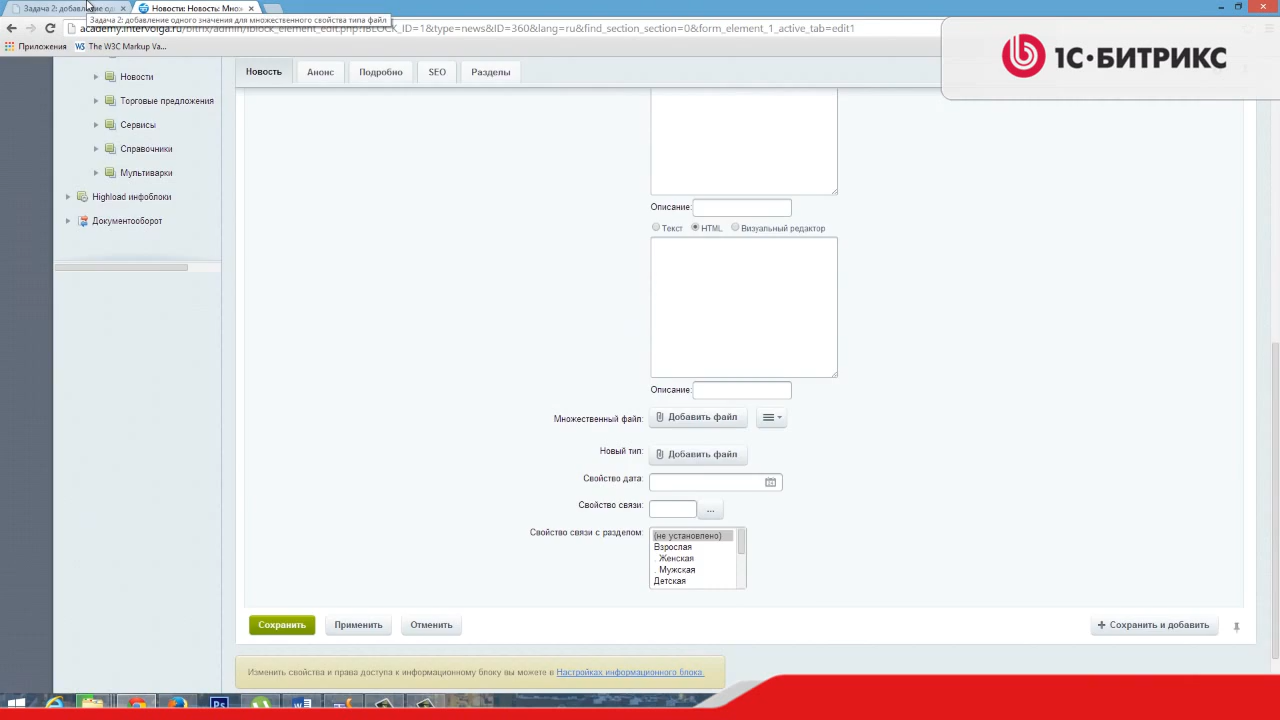 Задача 2: добавление од
Новости: Новость: Мно
Задача 2: добавление одного значения для множественного свойства типа файл
academy.intervolga.ru/bitrix/admin/iblock_element_edit.php?IBLOCK_ID=1&type=news&ID=360&lang=ru&find_section_section=0&form_element_1_active_tab=edit1
Приложения
The W3C Markup Va...
1С·БИТРИКС
Новость
Анонс
Подробно
SEO
Разделы
Новости
Торговые предложения
Сервисы
Справочники
Мультиварки
Highload инфоблоки
Документооборот
Описание:
Текст
HTML
Визуальный редактор
Описание:
Множественный файл:
Добавить файл
Новый тип:
Добавить файл
Свойство дата:
Свойство связи:
...
Свойство связи с разделом:
(не установлено)
Взрослая
. Женская
. Мужская
Детская
Сохранить
Применить
Отменить
+ Сохранить и добавить
Изменить свойства и права доступа к информационному блоку вы можете в Настройках информационного блока.